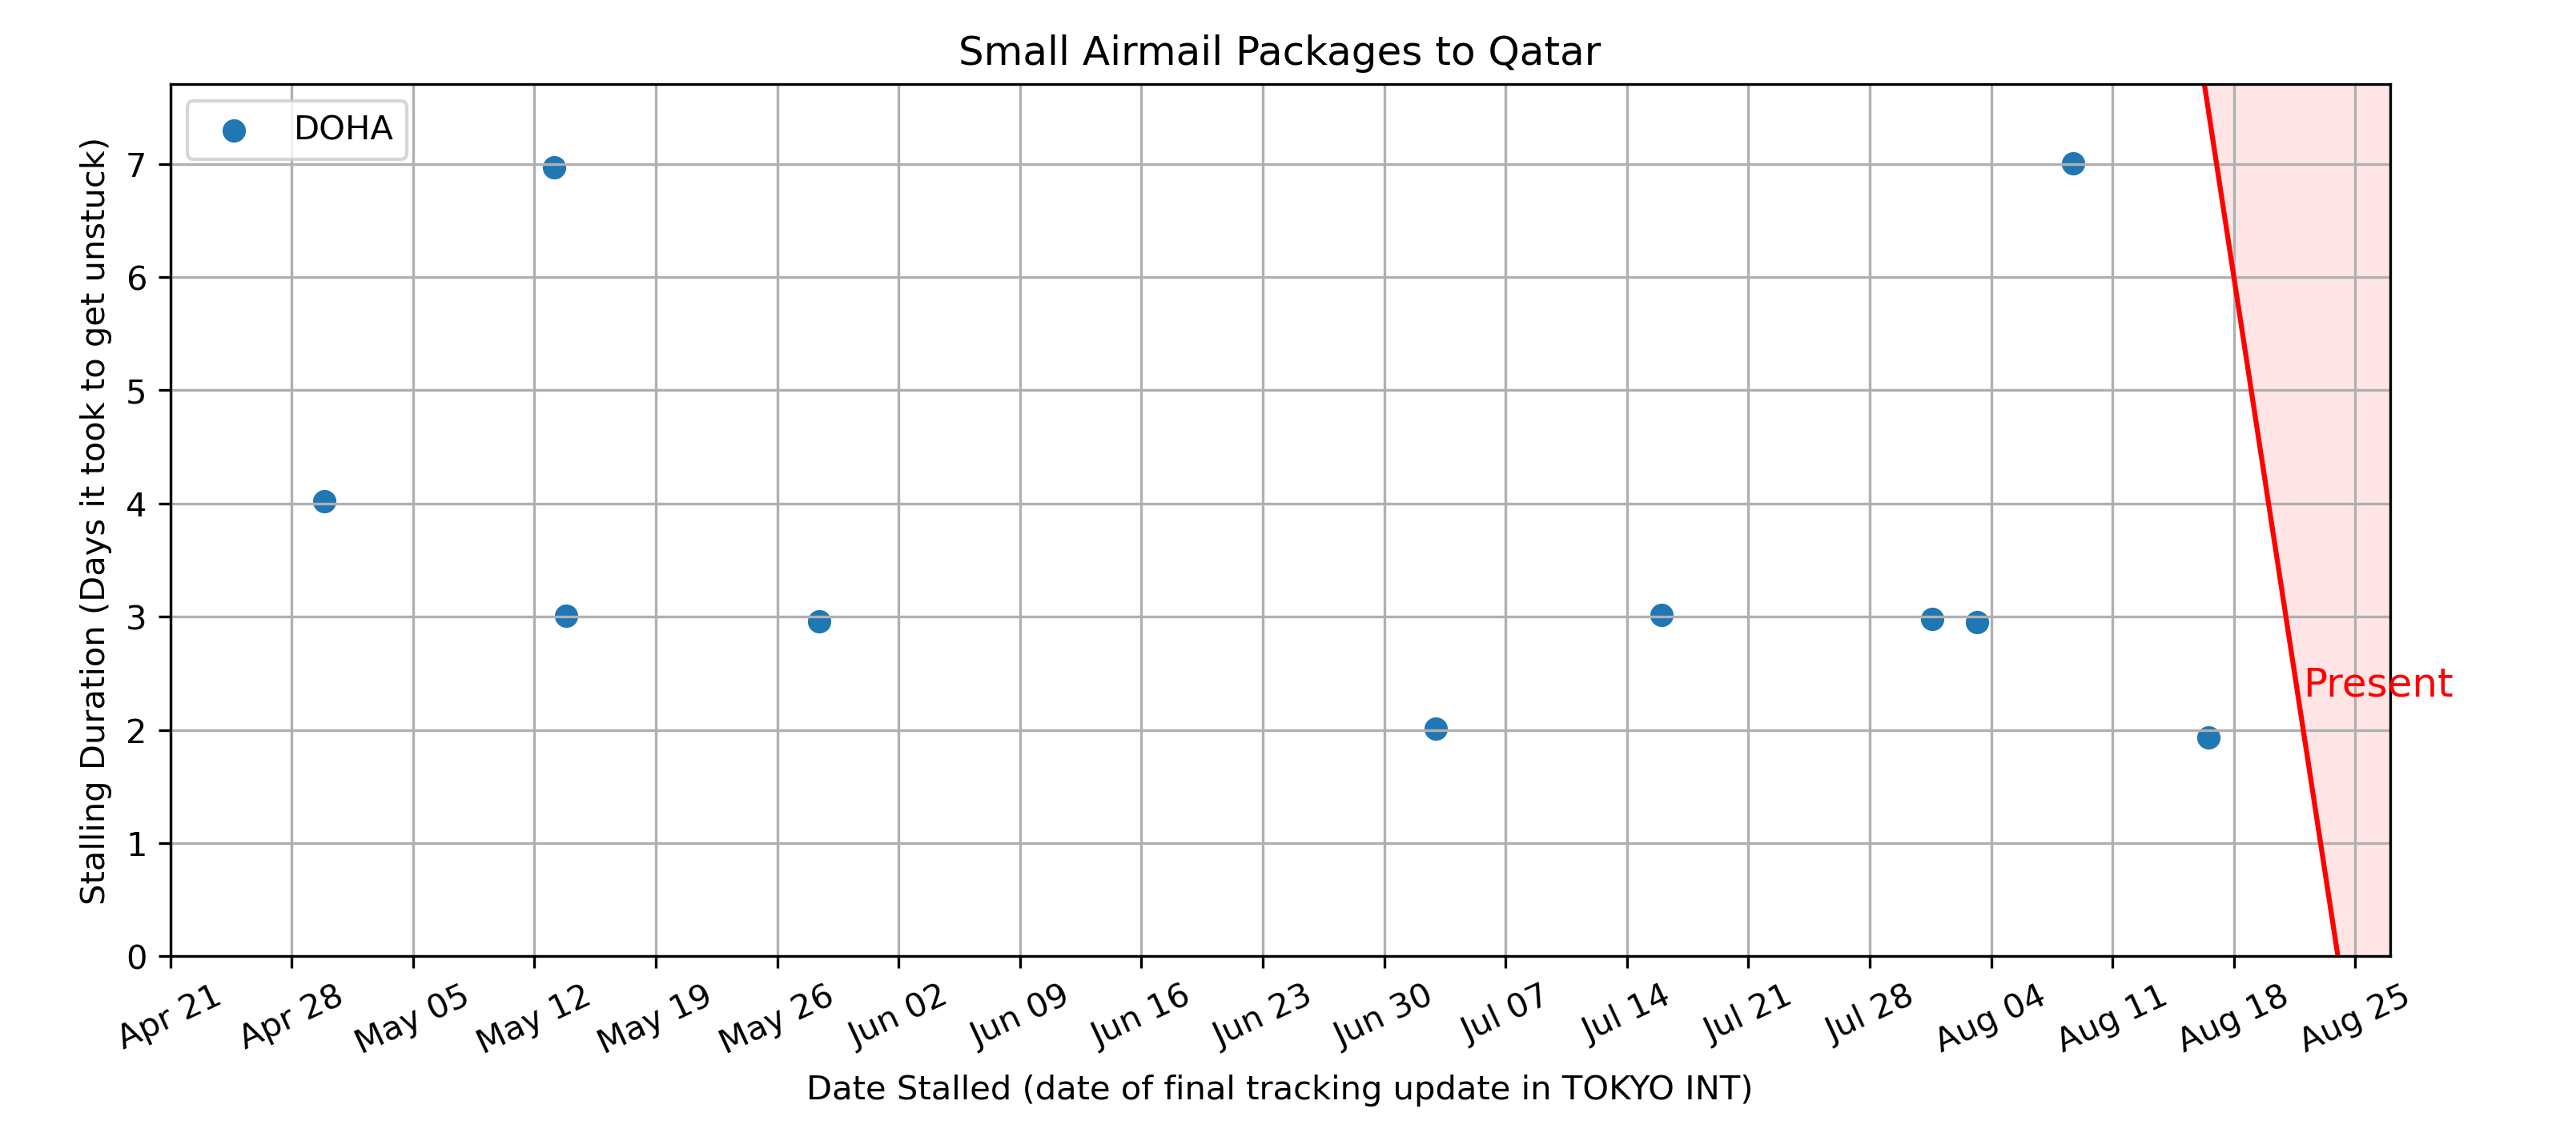 Small Airmail Packages to Qatar
DOHA
Stalling Duration (Days it took to get unstuck)
7
6
5
4
3
2
1
0
Present
Apr 21
Apr 28
May 05
May 12
May 19
May 26
Jun 02
Jun 09
Jun 16
Jun 23
Jun 30
Jul 07
Jul 14
Jul 21
Jul 28
Aug 04
Aug 11
Aug 18
Aug 25
Date Stalled (date of final tracking update in TOKYO INT)